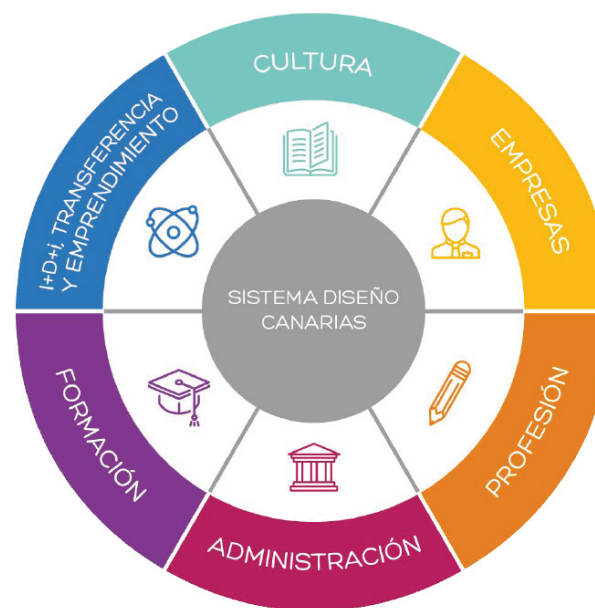 CULTURA
EMPRESAS
PROFESIÓN
ADMINISTRACIÓN
FORMACIÓN
I+D+i, TRANSFERENCIA
Y EMPRENDIMIENTO
SISTEMA DISEÑO
CANARIAS